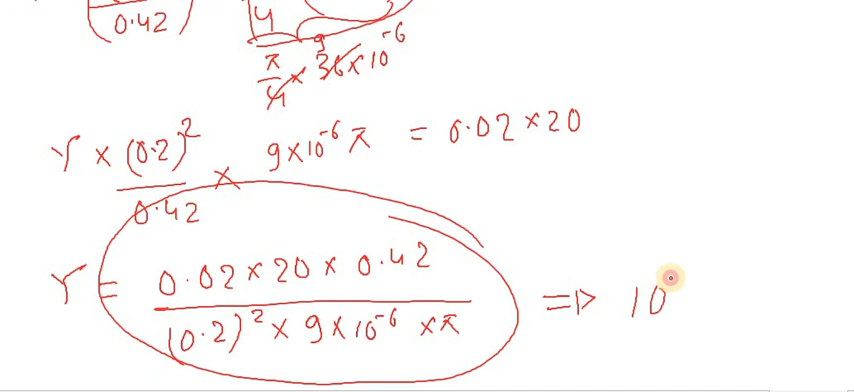 0.42 ) 4
π/4 × 36 9 × 10^-6
Y × (0.2)^2/0.42 × 9×10^-6 π = 0.02×20
Y = 0.02×20×0.42/(0.2)^2×9×10^-6×π ⇒ 10